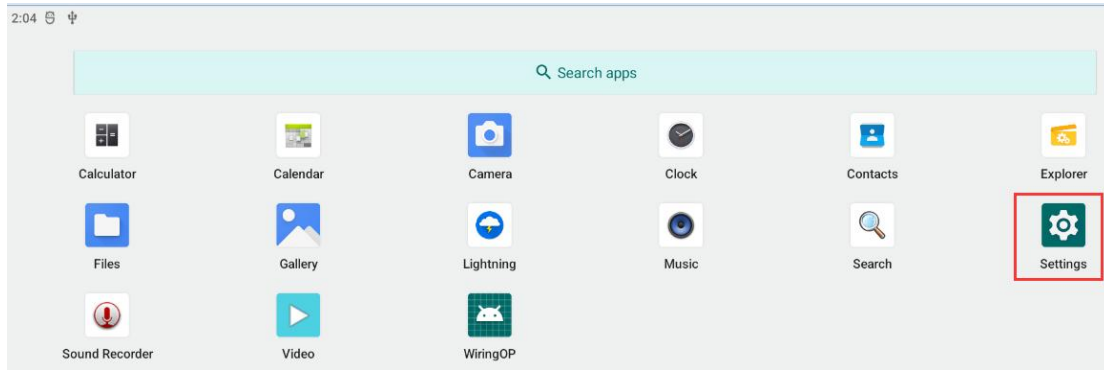 2:04
Search apps
Calculator Calendar Camera Clock Contacts Explorer
Files Gallery Lightning Music Search Settings
Sound Recorder Video WiringOP